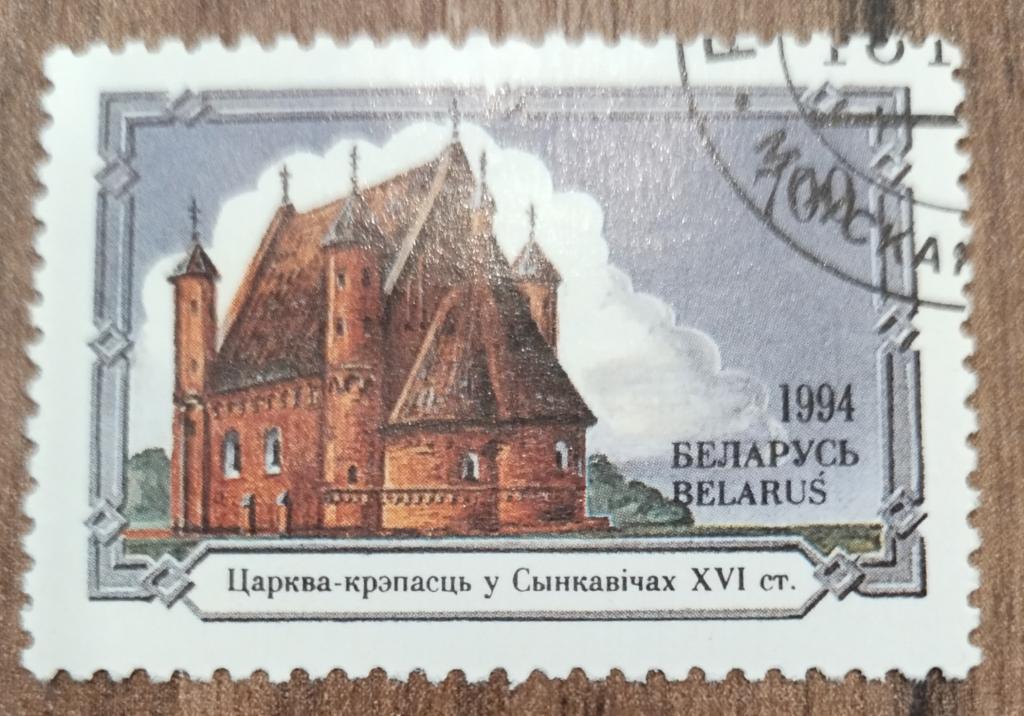 1994
БЕЛАРУСЬ
BELARUŚ
Царква-крэпасць у Сынкавічах XVI ст.